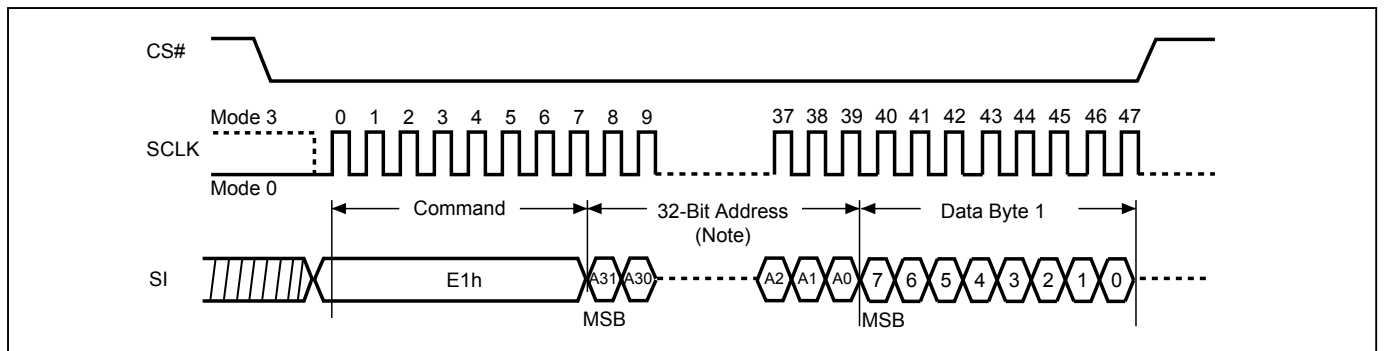 CS#
Mode 3 0 1 2 3 4 5 6 7 8 9 37 38 39 40 41 42 43 44 45 46 47
SCLK
Mode 0
Command 32-Bit Address Data Byte 1
(Note)
SI E1h A31 A30 A2 A1 A0 7 6 5 4 3 2 1 0
MSB MSB